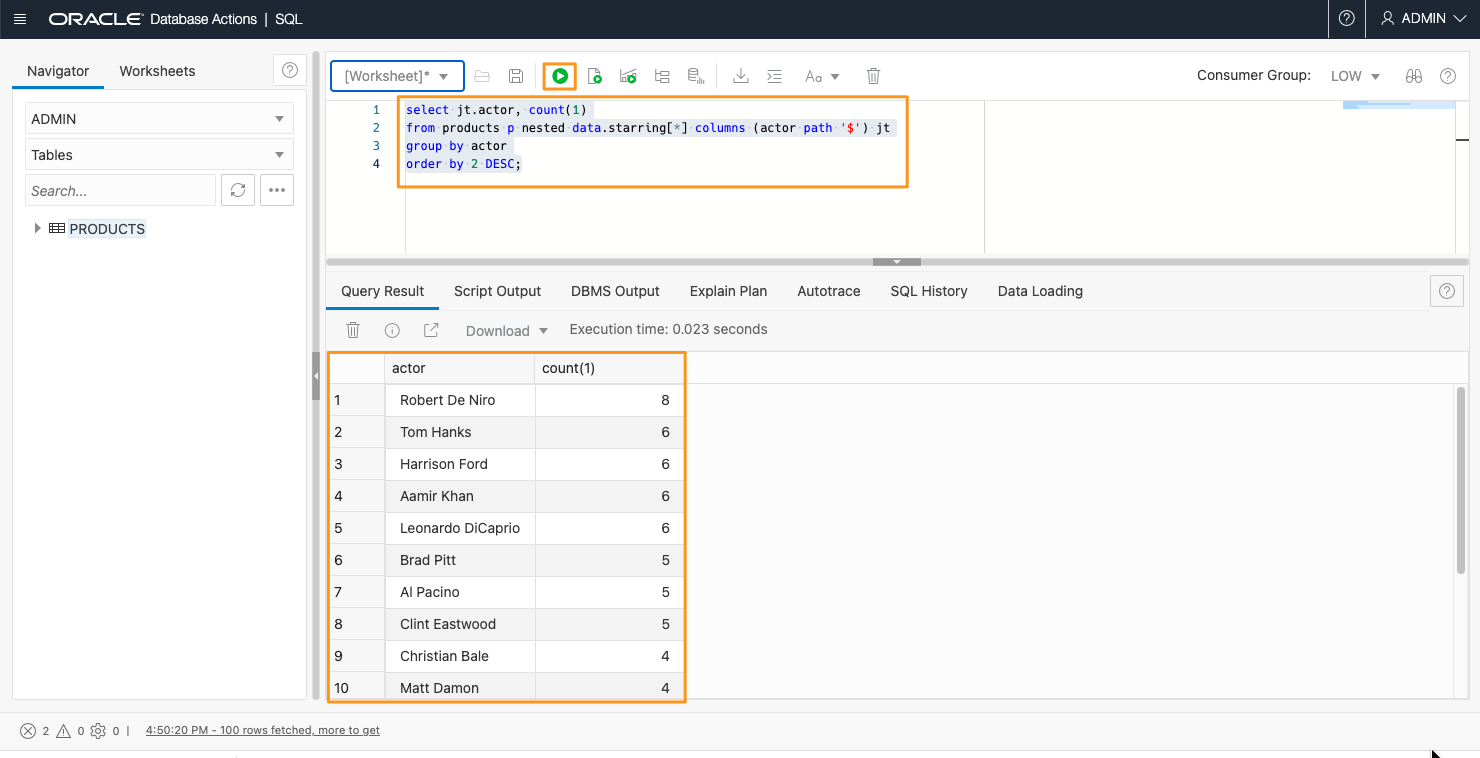 ORACLE Database Actions | SQL
ADMIN
Navigator
Worksheets
ADMIN
Tables
Search...
PRODUCTS
[Worksheet]*
Aa
Consumer Group: LOW
1 select jt.actor, count(1)
2 from products p nested data.starring[*] columns (actor path '$') jt
3 group by actor
4 order by 2 DESC;
Query Result
Script Output
DBMS Output
Explain Plan
Autotrace
SQL History
Data Loading
Download
Execution time: 0.023 seconds
actor count(1)
1 Robert De Niro 8
2 Tom Hanks 6
3 Harrison Ford 6
4 Aamir Khan 6
5 Leonardo DiCaprio 6
6 Brad Pitt 5
7 Al Pacino 5
8 Clint Eastwood 5
9 Christian Bale 4
10 Matt Damon 4
2 0 0 | 4:50:20 PM - 100 rows fetched, more to get